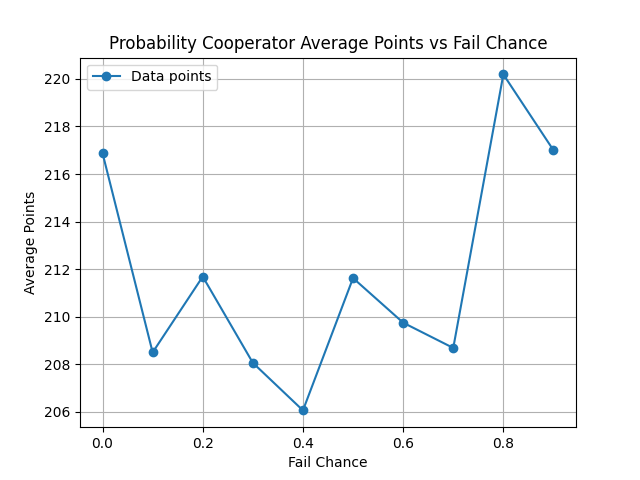 Probability Cooperator Average Points vs Fail Chance
Data points
220
218
216
214
212
210
208
206
Average Points
0.0 0.2 0.4 0.6 0.8
Fail Chance